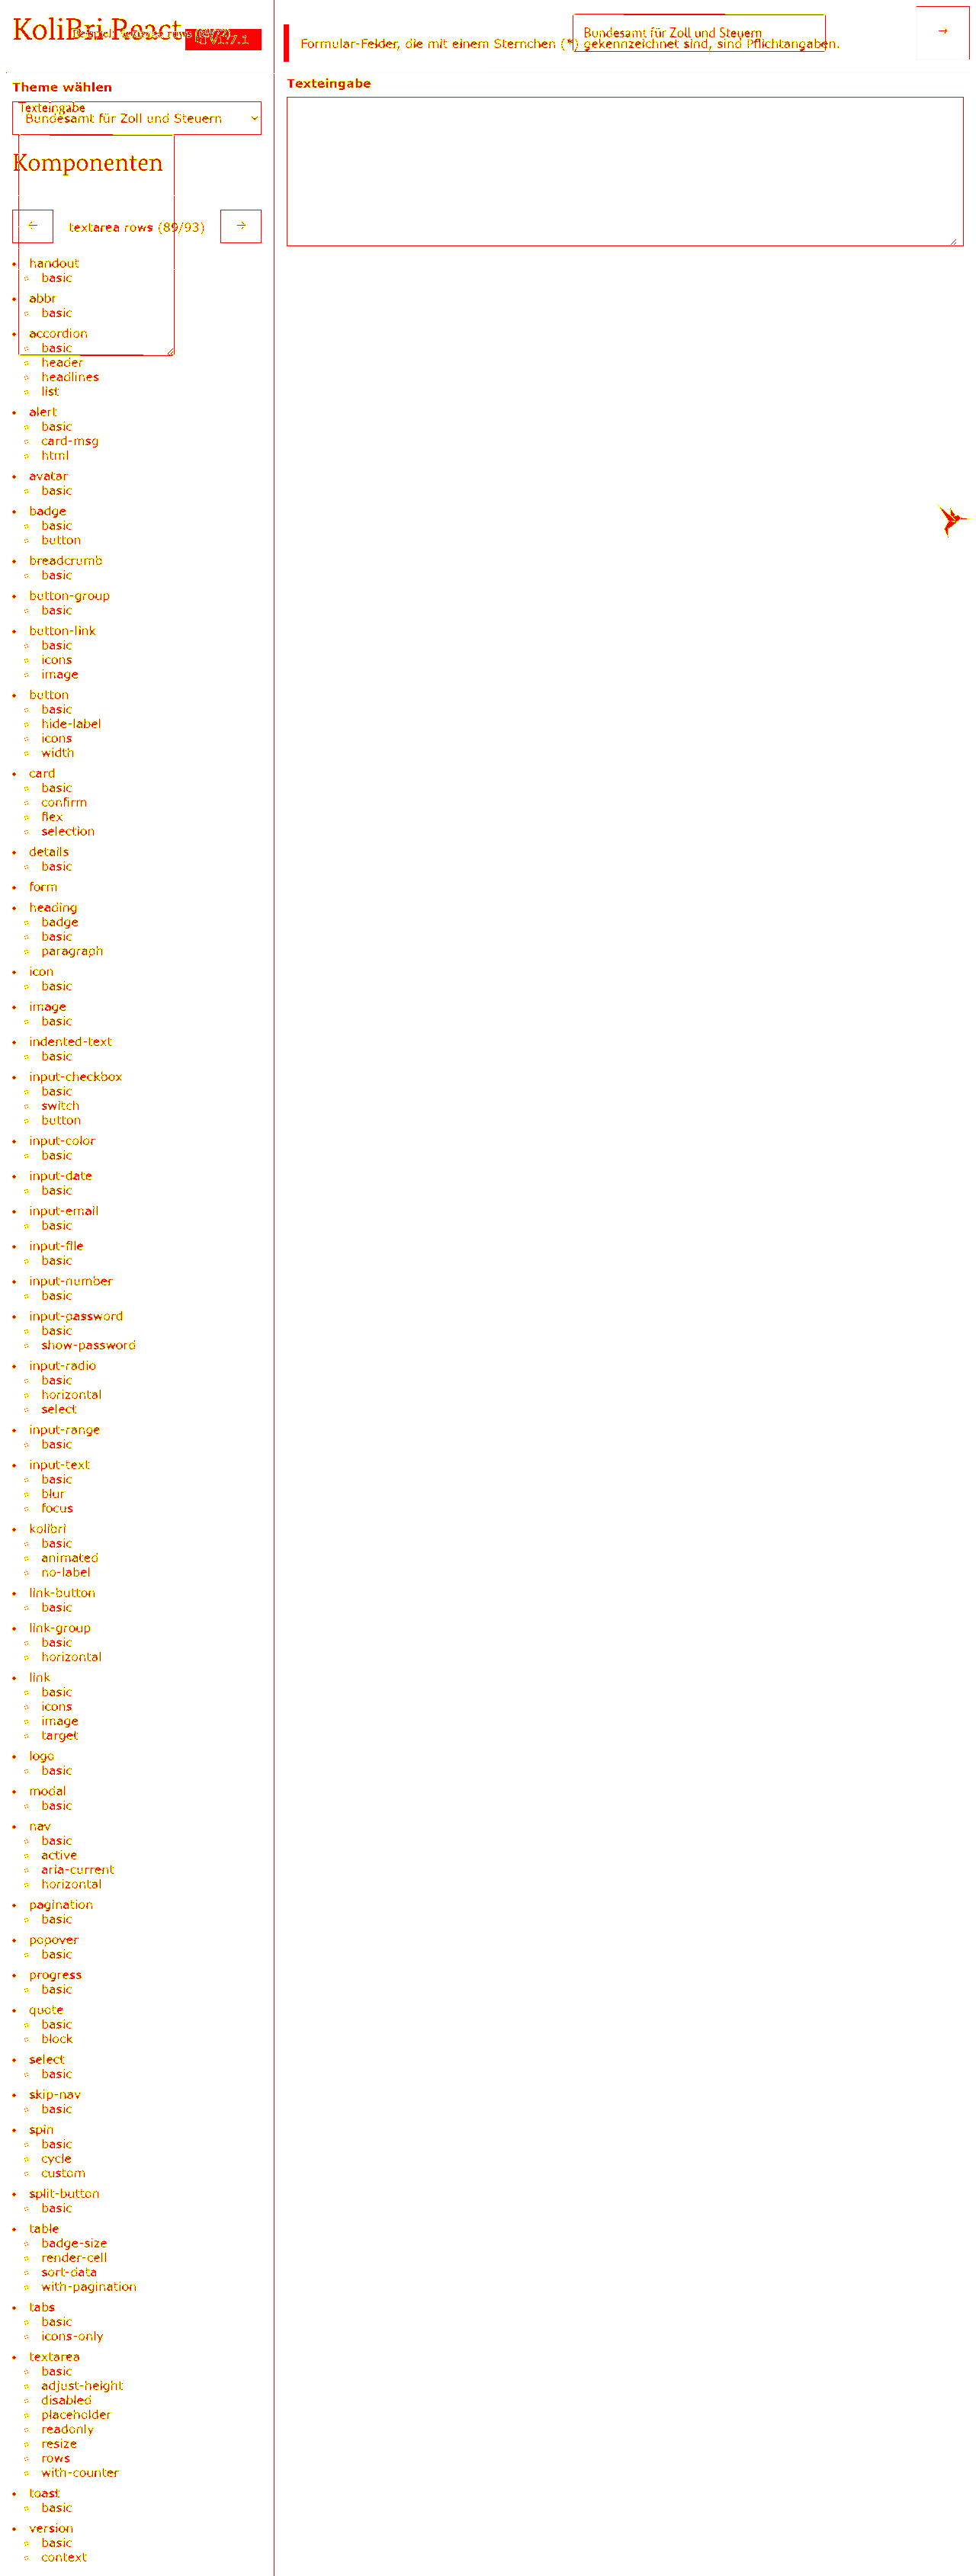 KoliBri React
v1.7.1
Bundesamt für Zoll und Steuern
→
Formular-Felder, die mit einem Sternchen (*) gekennzeichnet sind, sind Pflichtangaben.
Theme wählen
Texteingabe
Bundesamt für Zoll und Steuern
Texteingabe
Komponenten
← textarea rows (89/93) →
handout
basic
abbr
basic
accordion
basic
header
headlines
list
alert
basic
card-msg
html
avatar
basic
badge
basic
button
breadcrumb
basic
button-group
basic
button-link
basic
icons
image
button
basic
hide-label
icons
width
card
basic
confirm
flex
selection
details
basic
form
heading
badge
basic
paragraph
icon
basic
image
basic
indented-text
basic
input-checkbox
basic
switch
button
input-color
basic
input-date
basic
input-email
basic
input-file
basic
input-number
basic
input-password
basic
show-password
input-radio
basic
horizontal
select
input-range
basic
input-text
basic
blur
focus
kolibri
basic
animated
no-label
link-button
basic
link-group
basic
horizontal
link
basic
icons
image
target
logo
basic
modal
basic
nav
basic
active
aria-current
horizontal
pagination
basic
popover
basic
progress
basic
quote
basic
block
select
basic
skip-nav
basic
spin
basic
cycle
custom
split-button
basic
table
badge-size
render-cell
sort-data
with-pagination
tabs
basic
icons-only
textarea
basic
adjust-height
disabled
placeholder
readonly
resize
rows
with-counter
toast
basic
version
basic
context